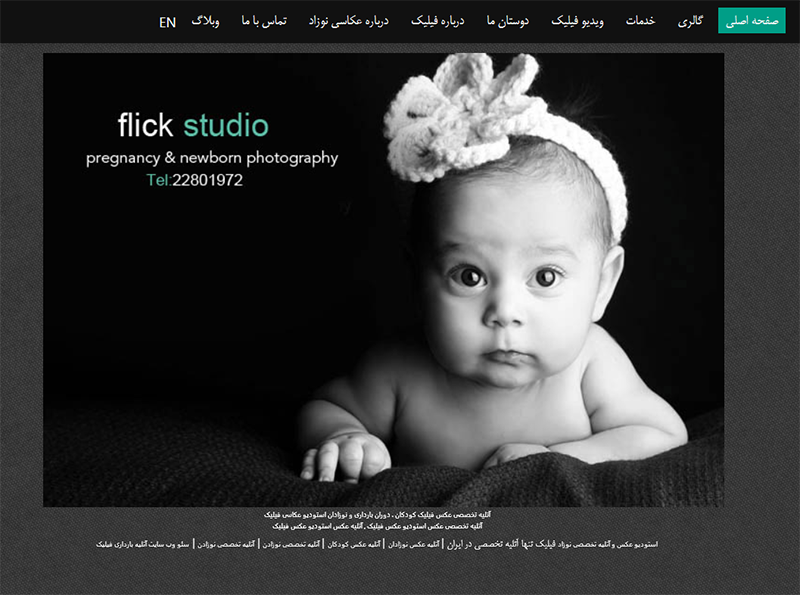 صفحه اصلی گالری خدمات ویدیو فیلیک دوستان ما درباره فیلیک درباره عکاسی نوزاد تماس با ما وبلاگ EN
flick studio
pregnancy & newborn photography
Tel:22801972
آتلیه تخصصی عکس فیلیک کودکان ـ دوران بارداری و نوزادان استودیو عکاسی فیلیک
آتلیه تخصصی عکس استودیو عکس فیلیک , آتلیه عکس استودیو عکس فیلیک
استودیو عکس و آتلیه تخصصی نوزاد فیلیک تنها آتلیه تخصصی در ایران | آتلیه عکس نوزادان | آتلیه عکس کودکان | آتلیه تخصصی نوزادن | آتلیه تخصصی نوزادن | سئو وب سایت آتلیه بارداری فیلیک